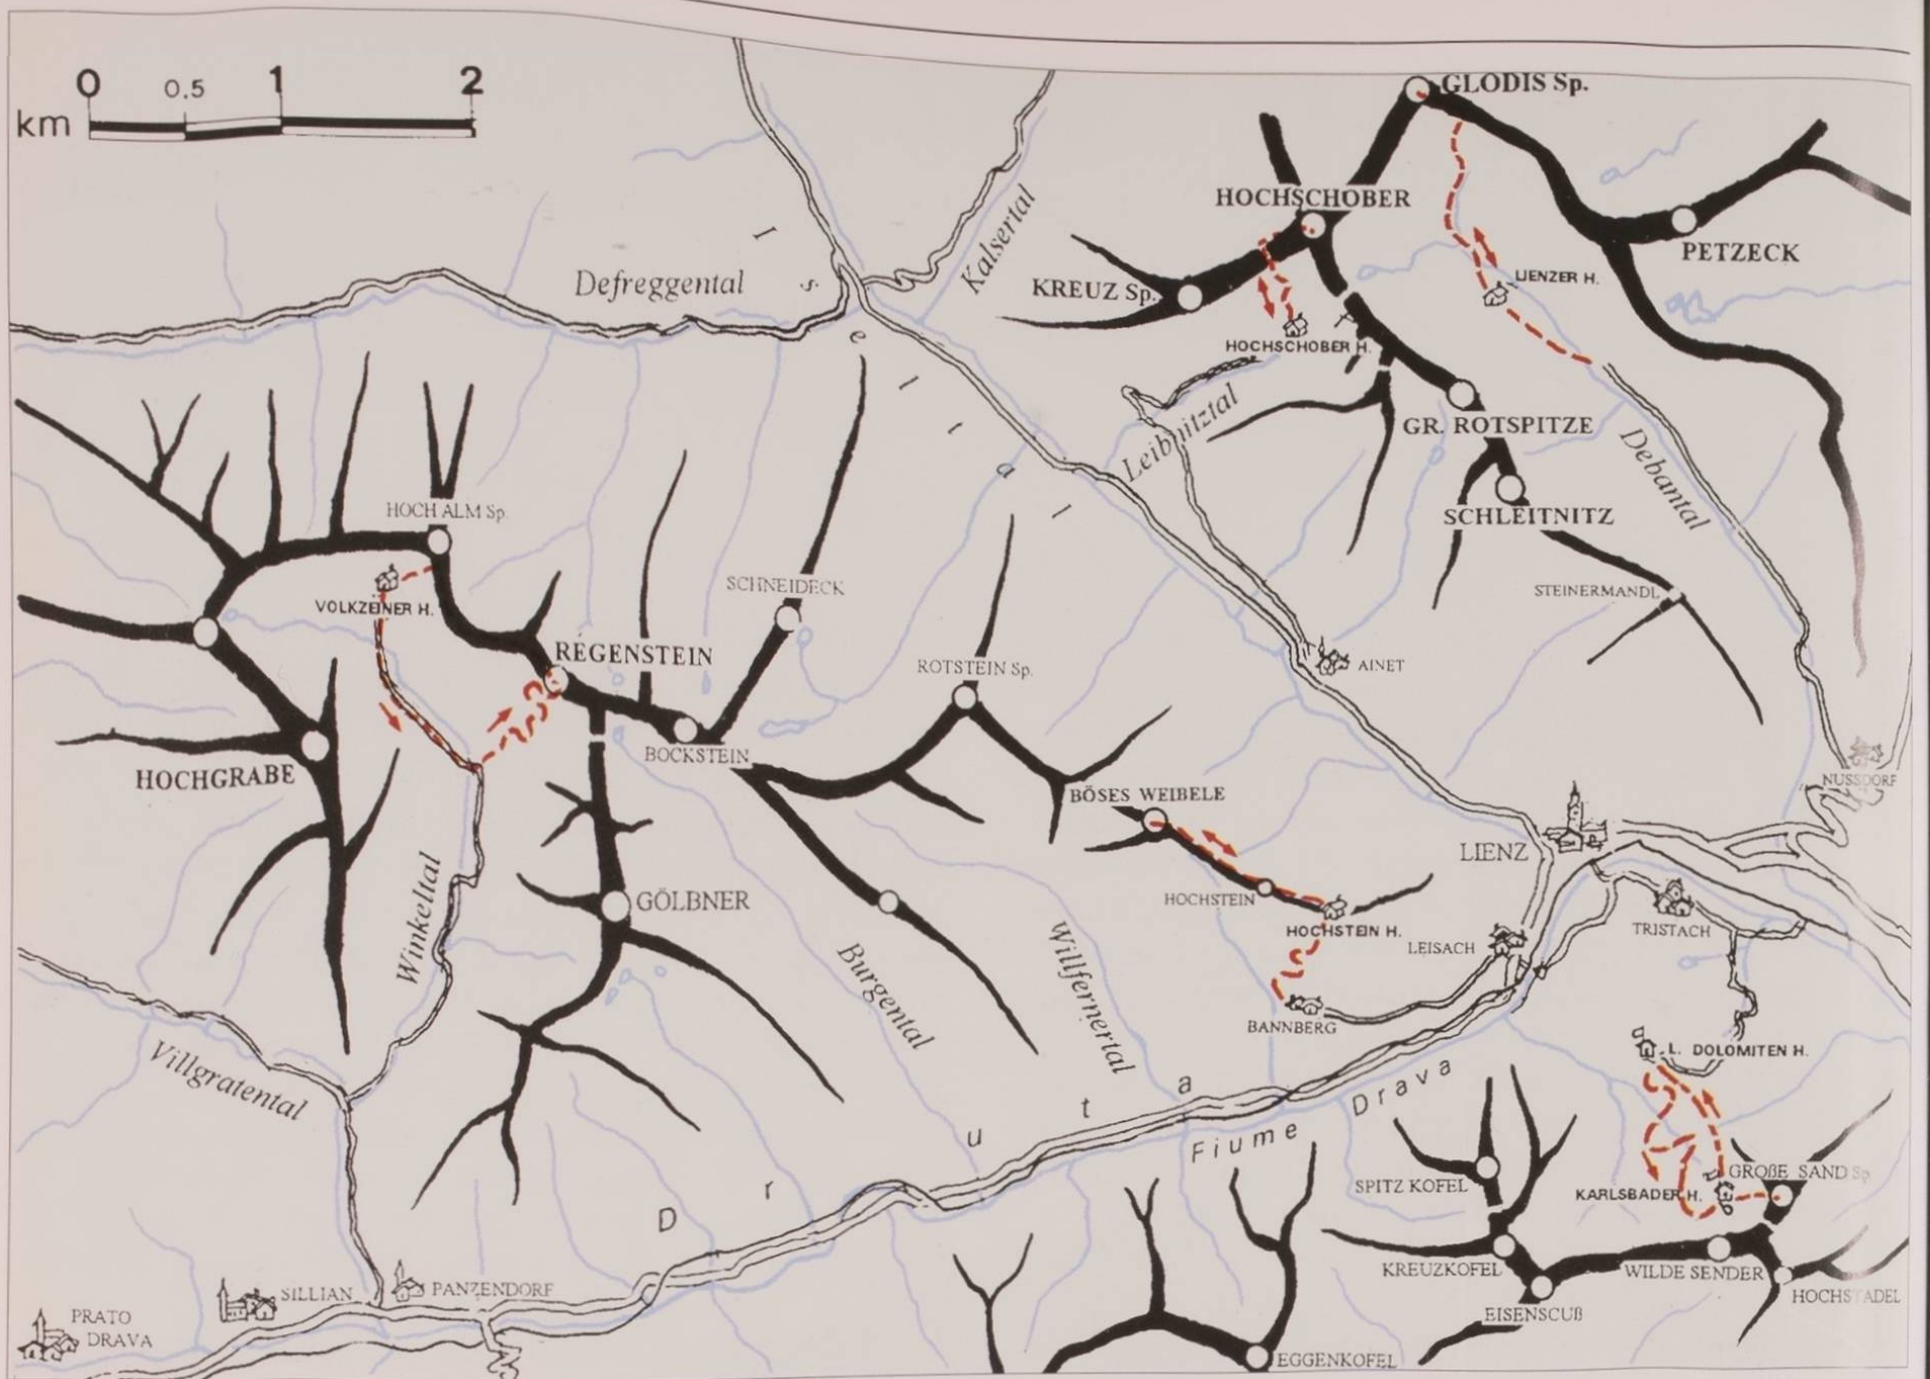 0 0.5 1 2
km
GLODIS Sp.
HOCHSCHOBER
PETZECK
KREUZ Sp.
LIENZER H.
HOCHSCHOBER H.
Defreggental
Kalsertal
Iseltal
Leibnitztal
GR. ROTSPITZE
Debantal
SCHLEITNITZ
STEINERMANDL
HOCH ALM Sp.
VOLKZEINER H.
SCHNEIDECK
REGENSTEIN
ROTSTEIN Sp.
AINET
BOCKSTEIN
HOCHGRABE
NUSSDORF
BÖSES WEIBELE
LIENZ
HOCHSTEIN
GÖLBNER
HOCHSTEIN H.
LEISACH
TRISTACH
Winkeltal
Burgental
Willfernertal
BANNBERG
L. DOLOMITEN H.
Villgratental
Drautal
Fiume Drava
SPITZ KOFEL
KARLSBADER H.
GROßE SAND Sp.
KREUZKOFEL
WILDE SENDER
EISENSCUß
HOCHSTADEL
SILLIAN
PANZENDORF
PRATO
DRAVA
EGGENKOFEL